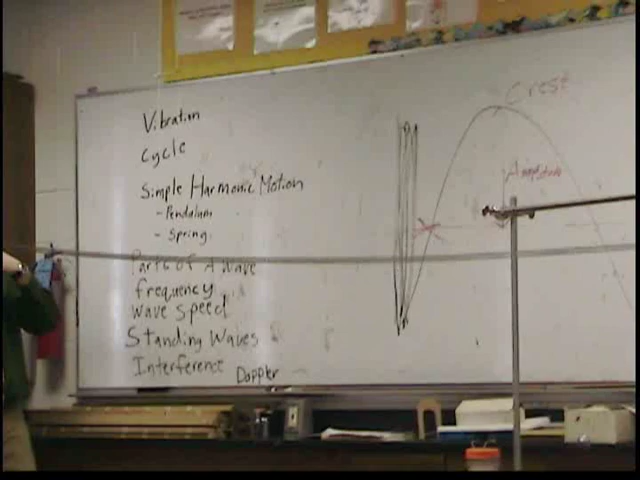 Vibration
Cycle
Simple Harmonic Motion
- Pendulum
- Spring
Parts of A Wave
frequency
Wave Speed
Standing Waves
Interference
Doppler
Crest
Amplitude